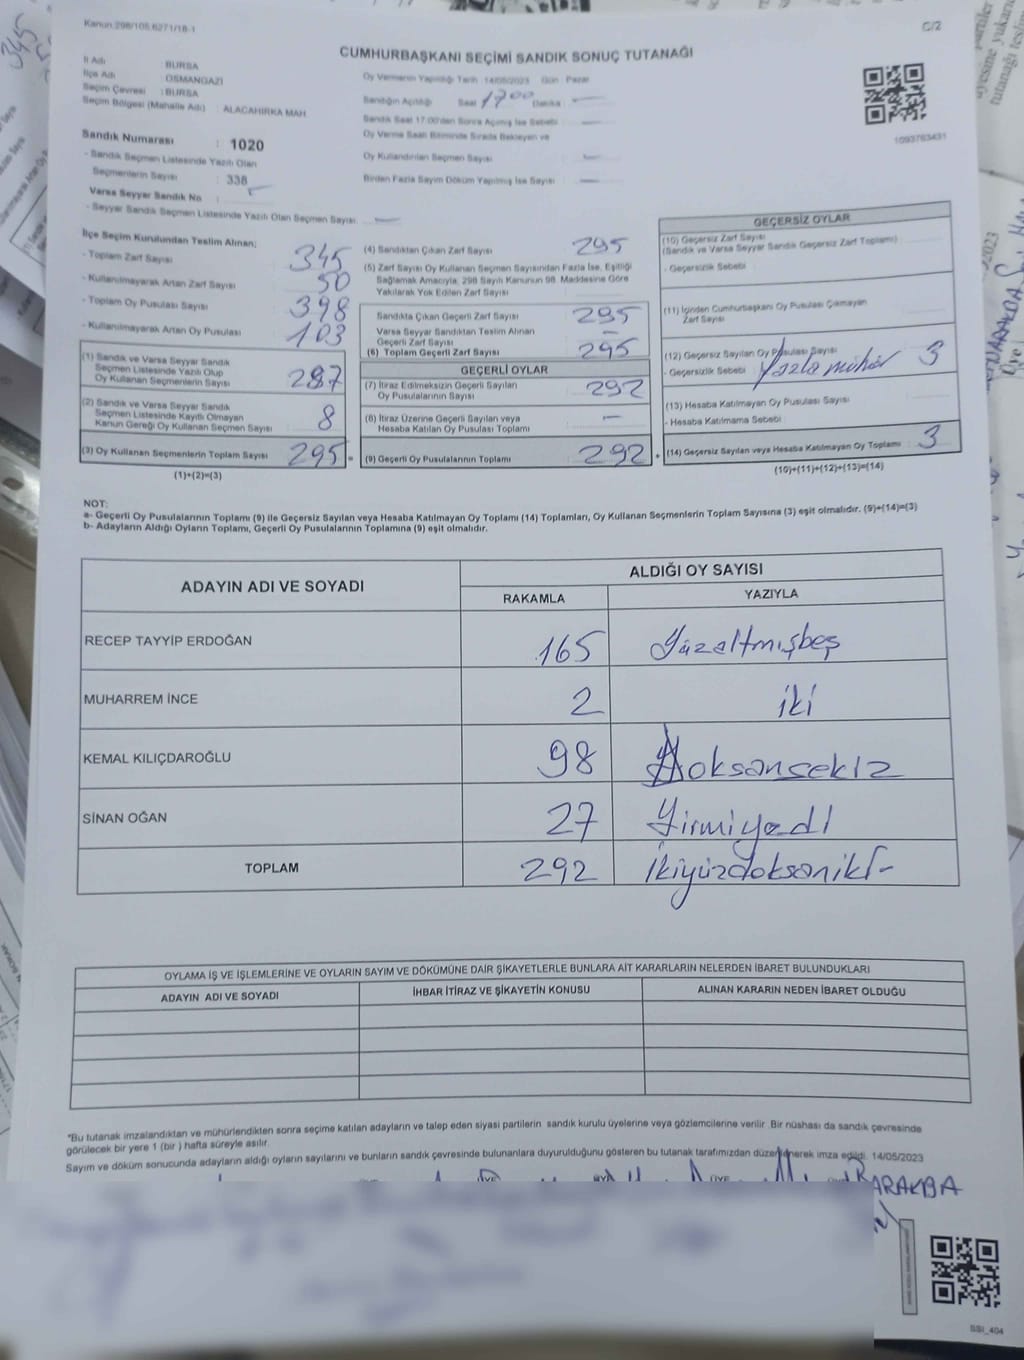 Kanun 298/105.6271/18-1
C/2
CUMHURBAŞKANI SEÇİMİ SANDIK SONUÇ TUTANAĞI
İl Adı BURSA
İlçe Adı OSMANGAZİ
Seçim Çevresi : BURSA
Seçim Bölgesi (Mahalle Adı) : ALACAHIRKA MAH.
Sandık Numarası : 1020
- Sandık Seçmen Listesinde Yazılı Olan
Seçmenlerin Sayısı : 338
Varsa Seyyar Sandık No :
- Seyyar Sandık Seçmen Listesinde Yazılı Olan Seçmen Sayısı
Oy Vermenin Yapıldığı Tarih 14/05/2023 Gün : Pazar
Sandığın Açıldığı Saat 1700 Dakika : —
Sandık Saat 17:00'den Sonra Açılmış İse Sebebi : —
Oy Verme Saati Bitiminde Sırada Bekleyen ve
Oy Kullandırılan Seçmen Sayısı : —
Birden Fazla Sayım Döküm Yapılmış İse Sayısı : —
1093763431
İlçe Seçim Kurulundan Teslim Alınan;
- Toplam Zarf Sayısı : 345
- Kullanılmayarak Artan Zarf Sayısı : 50
- Toplam Oy Pusulası Sayısı : 398
- Kullanılmayarak Artan Oy Pusulası : 103
(1) Sandık ve Varsa Seyyar Sandık
Seçmen Listesinde Yazılı Olup
Oy Kullanan Seçmenlerin Sayısı 287
(2) Sandık ve Varsa Seyyar Sandık
Seçmen Listesinde Kayıtlı Olmayan
Kanun Gereği Oy Kullanan Seçmen Sayısı 8
(3) Oy Kullanan Seçmenlerin Toplam Sayısı 295 =
(1)+(2)=(3)
(4) Sandıktan Çıkan Zarf Sayısı 295
(5) Zarf Sayısı Oy Kullanan Seçmen Sayısından Fazla İse, Eşitliği
Sağlamak Amacıyla; 298 Sayılı Kanunun 98. Maddesine Göre
Yakılarak Yok Edilen Zarf Sayısı
Sandıkta Çıkan Geçerli Zarf Sayısı 295
Varsa Seyyar Sandıktan Teslim Alınan
Geçerli Zarf Sayısı —
(6) Toplam Geçerli Zarf Sayısı 295
GEÇERLİ OYLAR
(7) İtiraz Edilmeksizin Geçerli Sayılan
Oy Pusulalarının Sayısı 292
(8) İtiraz Üzerine Geçerli Sayılan veya
Hesaba Katılan Oy Pusulası Toplamı —
(9) Geçerli Oy Pusulalarının Toplamı 292 +
GEÇERSİZ OYLAR
(10) Geçersiz Zarf Sayısı
(Sandık ve Varsa Seyyar Sandık Geçersiz Zarf Toplamı)
- Geçersizlik Sebebi
(11) İçinden Cumhurbaşkanı Oy Pusulası Çıkmayan
Zarf Sayısı
(12) Geçersiz Sayılan Oy Pusulası Sayısı 3
- Geçersizlik Sebebi Fazla mühür
(13) Hesaba Katılmayan Oy Pusulası Sayısı
- Hesaba Katılmama Sebebi
(14) Geçersiz Sayılan veya Hesaba Katılmayan Oy Toplamı 3
(10)+(11)+(12)+(13)=(14)
NOT:
a- Geçerli Oy Pusulalarının Toplamı (9) ile Geçersiz Sayılan veya Hesaba Katılmayan Oy Toplamı (14) Toplamları, Oy Kullanan Seçmenlerin Toplam Sayısına (3) eşit olmalıdır. (9)+(14)=(3)
b- Adayların Aldığı Oyların Toplamı, Geçerli Oy Pusulalarının Toplamına (9) eşit olmalıdır.
ADAYIN ADI VE SOYADI
ALDIĞI OY SAYISI
RAKAMLA YAZIYLA
RECEP TAYYİP ERDOĞAN 165 Yüzaltmışbeş
MUHARREM İNCE 2 iki
KEMAL KILIÇDAROĞLU 98 Doksansekiz
SİNAN OĞAN 27 Yirmiyedi
TOPLAM 292 İkiyüzdoksaniki-
OYLAMA İŞ VE İŞLEMLERİNE VE OYLARIN SAYIM VE DÖKÜMÜNE DAİR ŞİKAYETLERLE BUNLARA AİT KARARLARIN NELERDEN İBARET BULUNDUKLARI
ADAYIN ADI VE SOYADI İHBAR İTİRAZ VE ŞİKAYETİN KONUSU ALINAN KARARIN NEDEN İBARET OLDUĞU
*Bu tutanak imzalandıktan ve mühürlendikten sonra seçime katılan adayların ve talep eden siyasi partilerin sandık kurulu üyelerine veya gözlemcilerine verilir. Bir nüshası da sandık çevresinde
görülecek bir yere 1 (bir) hafta süreyle asılır.
Sayım ve döküm sonucunda adayların aldığı oyların sayılarını ve bunların sandık çevresinde bulunanlara duyurulduğunu gösteren bu tutanak tarafımızdan düzenlenerek imza edildi. 14/05/2023
BARAKBA
SSI_404